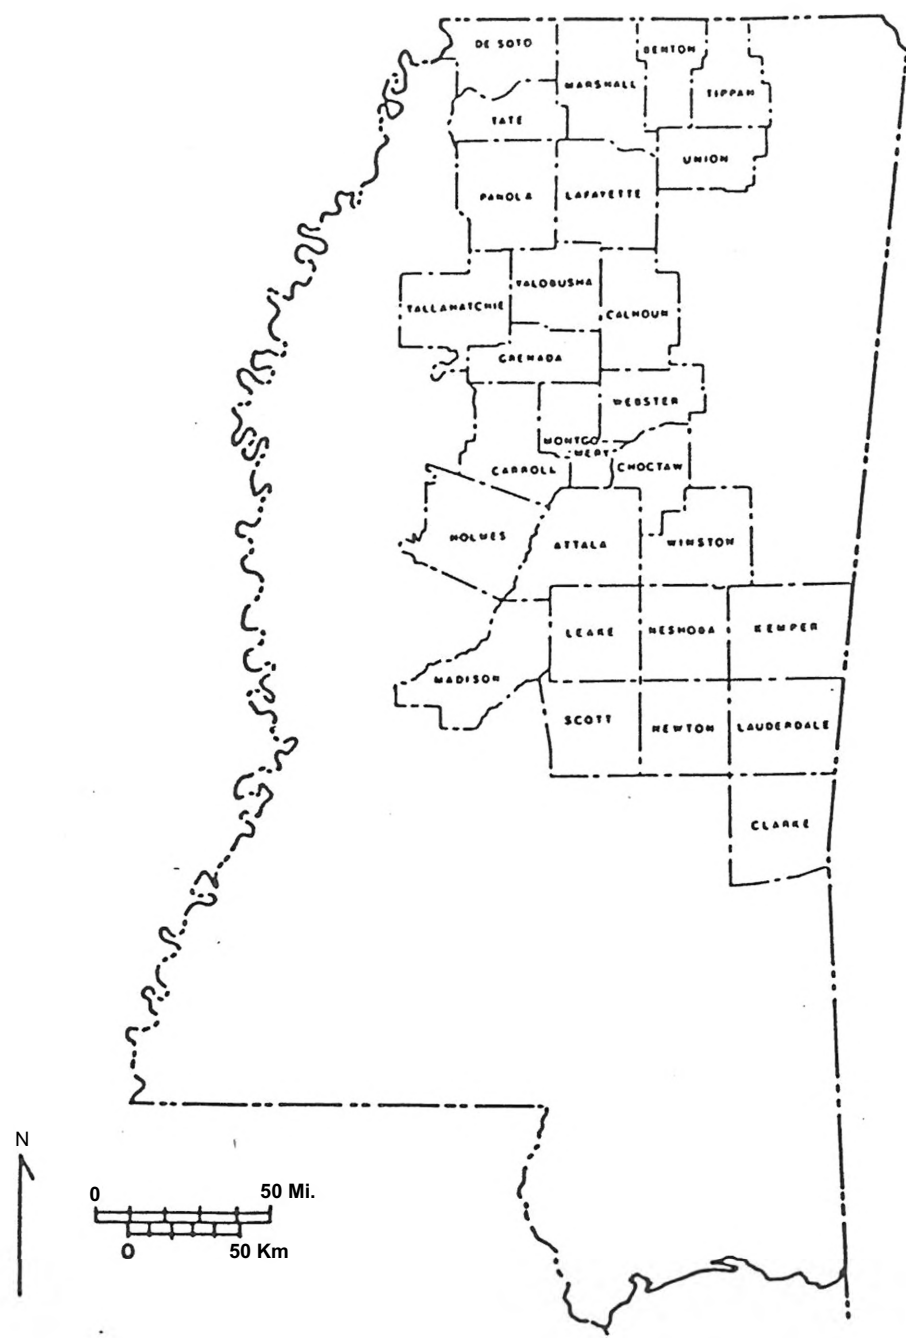 DE SOTO
BENTON
MARSHALL
TIPPAH
TATE
UNION
PANOLA
LAFAYETTE
YALOBUSHA
TALLAHATCHIE
CALHOUN
GRENADA
WEBSTER
MONTGO
MERY
CARROLL
CHOCTAW
HOLMES
ATTALA
WINSTON
LEAKE
NESHOBA
KEMPER
MADISON
SCOTT
NEWTON
LAUDERDALE
CLARKE
N
0
50 Mi.
0
50 Km